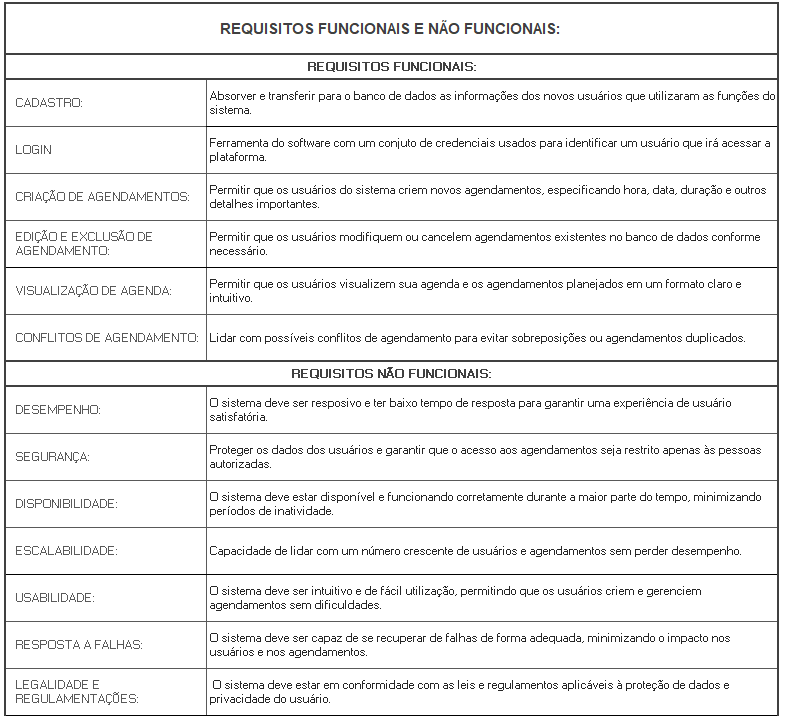 REQUISITOS FUNCIONAIS E NÃO FUNCIONAIS:
REQUISITOS FUNCIONAIS:
CADASTRO:
Absorver e transferir para o banco de dados as informações dos novos usuários que utilizaram as funções do
sistema.
LOGIN
Ferramenta do software com um conjuto de credenciais usados para identificar um usuário que irá acessar a
plataforma.
CRIAÇÃO DE AGENDAMENTOS:
Permitir que os usuários do sistema criem novos agendamentos, especificando hora, data, duração e outros
detalhes importantes.
EDIÇÃO E EXCLUSÃO DE
AGENDAMENTO:
Permitir que os usuários modifiquem ou cancelem agendamentos existentes no banco de dados conforme
necessário.
VISUALIZAÇÃO DE AGENDA:
Permitir que os usuários visualizem sua agenda e os agendamentos planejados em um formato claro e
intuitivo.
CONFLITOS DE AGENDAMENTO:
Lidar com possíveis conflitos de agendamento para evitar sobreposições ou agendamentos duplicados.
REQUISITOS NÃO FUNCIONAIS:
DESEMPENHO:
O sistema deve ser resposivo e ter baixo tempo de resposta para garantir uma experiência de usuário
satisfatória.
SEGURANÇA:
Proteger os dados dos usuários e garantir que o acesso aos agendamentos seja restrito apenas às pessoas
autorizadas.
DISPONIBILIDADE:
O sistema deve estar disponível e funcionando corretamente durante a maior parte do tempo, minimizando
períodos de inatividade.
ESCALABILIDADE:
Capacidade de lidar com um número crescente de usuários e agendamentos sem perder desempenho.
USABILIDADE:
O sistema deve ser intuitivo e de fácil utilização, permitindo que os usuários criem e gerenciem
agendamentos sem dificuldades.
RESPOSTA A FALHAS:
O sistema deve ser capaz de se recuperar de falhas de forma adequada, minimizando o impacto nos
usuários e nos agendamentos.
LEGALIDADE E
REGULAMENTAÇÕES:
O sistema deve estar em conformidade com as leis e regulamentos aplicáveis à proteção de dados e
privacidade do usuário.